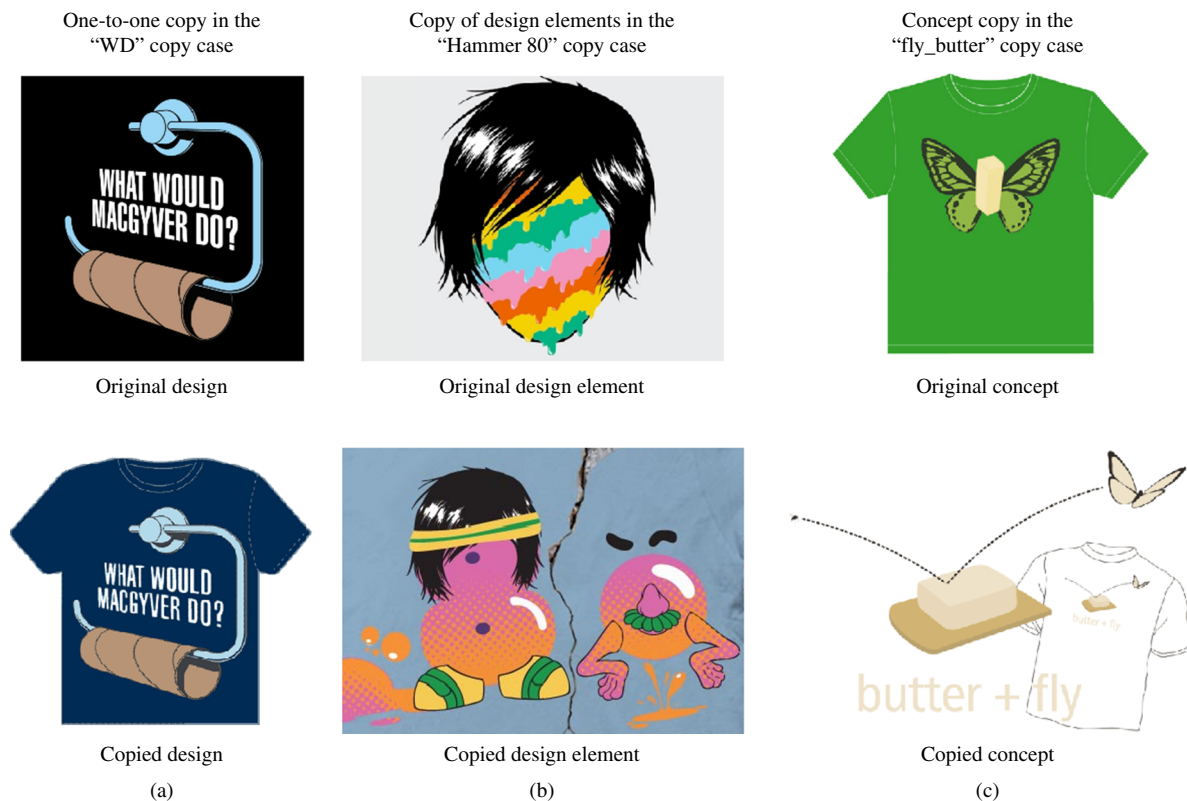 One-to-one copy in the
“WD” copy case
Copy of design elements in the
“Hammer 80” copy case
Concept copy in the
“fly_butter” copy case
WHAT WOULD
MACGYVER DO?
Original design
Original design element
Original concept
WHAT WOULD
MACGYVER DO?
butter + fly
butter + fly
Copied design
Copied design element
Copied concept
(a)
(b)
(c)